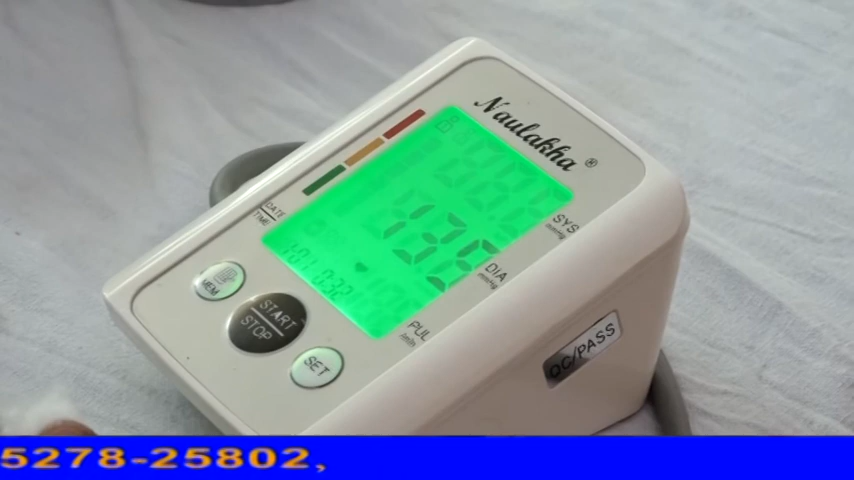 Naulakha ®
SYS
mmHg
DATE
TIME
DIA
mmHg
MEM
START
STOP
PUL
/min
SET
QC/PASS
5278-25802,